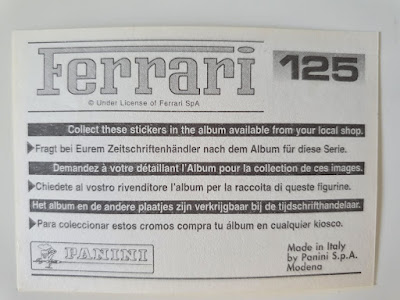 Ferrari 125
© Under License of Ferrari SpA
Collect these stickers in the album available from your local shop.
Fragt bei Eurem Zeitschriftenhändler nach dem Album für diese Serie.
Demandez à votre détaillant l'Album pour la collection de ces images.
Chiedete al vostro rivenditore l'album per la raccolta di queste figurine.
Het album en de andere plaatjes zijn verkrijgbaar bij de tijdschrifthandelaar.
Para coleccionar estos cromos compra tu álbum en cualquier kiosco.
PANINI
Made in Italy
by Panini S.p.A.
Modena